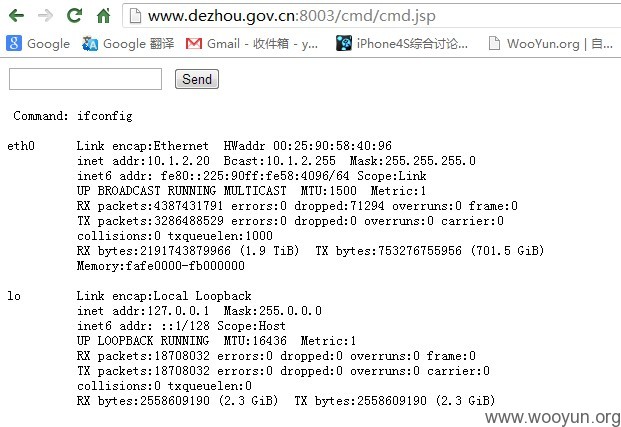 www.dezhou.gov.cn:8003/cmd/cmd.jsp
Google Google 翻译 Gmail - 收件箱 - y... iPhone4S综合讨论... WooYun.org | 自...
Send
Command: ifconfig
eth0 Link encap:Ethernet HWaddr 00:25:90:58:40:96
inet addr:10.1.2.20 Bcast:10.1.2.255 Mask:255.255.255.0
inet6 addr: fe80::225:90ff:fe58:4096/64 Scope:Link
UP BROADCAST RUNNING MULTICAST MTU:1500 Metric:1
RX packets:4387431791 errors:0 dropped:71294 overruns:0 frame:0
TX packets:3286488529 errors:0 dropped:0 overruns:0 carrier:0
collisions:0 txqueuelen:1000
RX bytes:2191743879966 (1.9 TiB) TX bytes:753276755956 (701.5 GiB)
Memory:fafe0000-fb000000
lo Link encap:Local Loopback
inet addr:127.0.0.1 Mask:255.0.0.0
inet6 addr: ::1/128 Scope:Host
UP LOOPBACK RUNNING MTU:16436 Metric:1
RX packets:18708032 errors:0 dropped:0 overruns:0 frame:0
TX packets:18708032 errors:0 dropped:0 overruns:0 carrier:0
collisions:0 txqueuelen:0
RX bytes:2558609190 (2.3 GiB) TX bytes:2558609190 (2.3 GiB)
www.wooyun.org